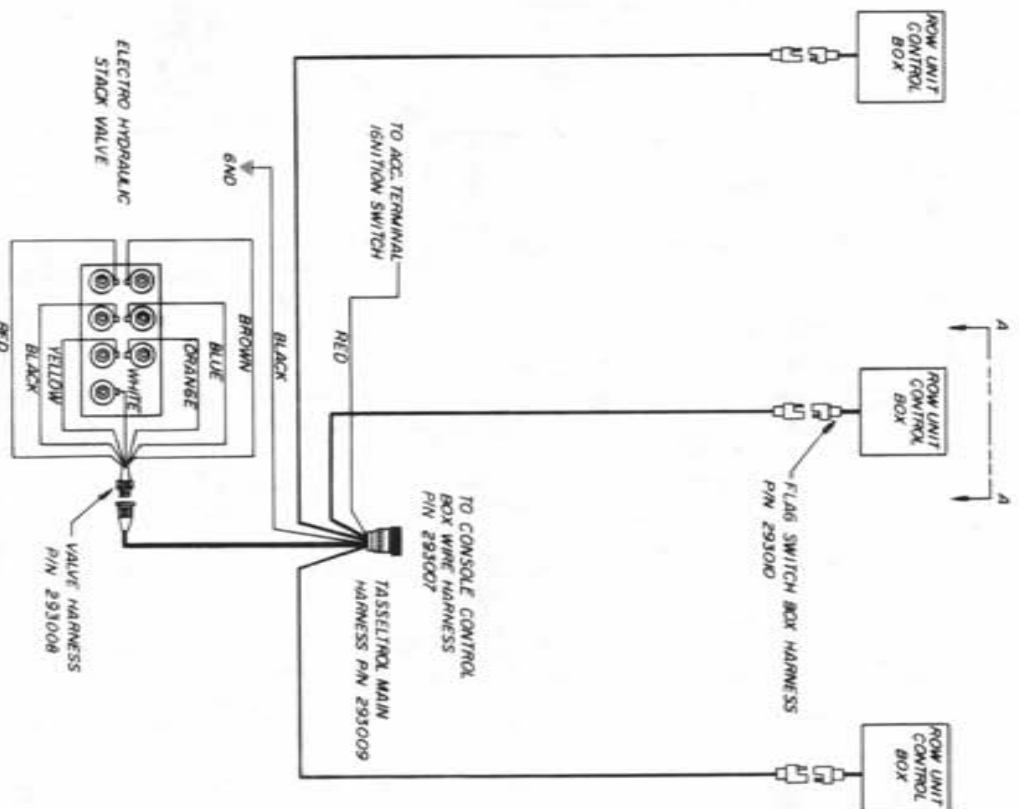 ROW UNIT
CONTROL
BOX
ROW UNIT
CONTROL
BOX
ROW UNIT
CONTROL
BOX
A
A
FLAG SWITCH BOX HARNESS
P/N 293010
TO ACC. TERMINAL
IGNITION SWITCH
RED
GND
BLACK
TO CONSOLE CONTROL
BOX WIRE HARNESS
P/N 293007
TASSELTROL MAIN
HARNESS P/N 293009
ELECTRO HYDRAULIC
STACK VALVE
BROWN
BLUE
ORANGE
WHITE
YELLOW
BLACK
RED
VALVE HARNESS
P/N 293008